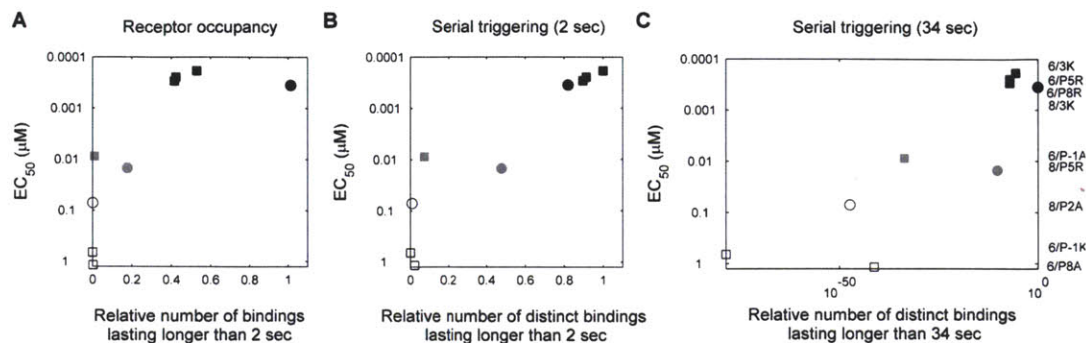 A
Receptor occupancy
EC50 (μM)
0.0001
0.001
0.01
0.1
1
0 0.2 0.4 0.6 0.8 1
Relative number of bindings
lasting longer than 2 sec
B
Serial triggering (2 sec)
EC50 (μM)
0.0001
0.001
0.01
0.1
1
0 0.2 0.4 0.6 0.8 1
Relative number of distinct bindings
lasting longer than 2 sec
C
Serial triggering (34 sec)
EC50 (μM)
0.0001
0.001
0.01
0.1
1
10-50 100
Relative number of distinct bindings
lasting longer than 34 sec
6/3K
6/P5R
6/P8R
8/3K
6/P-1A
8/P5R
8/P2A
6/P-1K
6/P8A